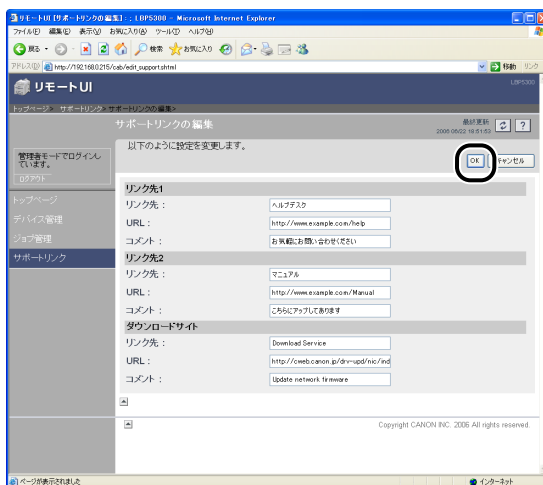 リモートUI [サポートリンクの編集] : ; LBP5300 - Microsoft Internet Explorer
ファイル(F) 編集(E) 表示(V) お気に入り(A) ツール(T) ヘルプ(H)
戻る 検索 お気に入り
アドレス(D) http://192.168.0.215/cab/edit_support.shtml 移動 リンク
リモートUI LBP5300
トップページ> サポートリンク> サポートリンクの編集>
サポートリンクの編集 最終更新 2006 06/22 18:51:53 ?
以下のように設定を変更します。
管理者モードでログインし
ています。
ログアウト
OK キャンセル
トップページ
デバイス管理
ジョブ管理
サポートリンク
リンク先1
リンク先： ヘルプデスク
URL： http://www.example.com/help
コメント： お気軽にお問い合わせください
リンク先2
リンク先： マニュアル
URL： http://www.example.com/Manual
コメント： こちらにアップしてあります
ダウンロードサイト
リンク先： Download Service
URL： http://cweb.canon.jp/drv-upd/nic/ind
コメント： Update network firmware
Copyright CANON INC. 2006 All rights reserved.
ページが表示されました インターネット